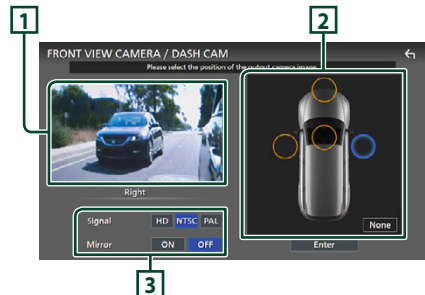 1
2
FRONT VIEW CAMERA / DASH CAM
Please select the position of the output camera image.
Right
Signal HD NTSC PAL
Mirror ON OFF
None
Enter
3